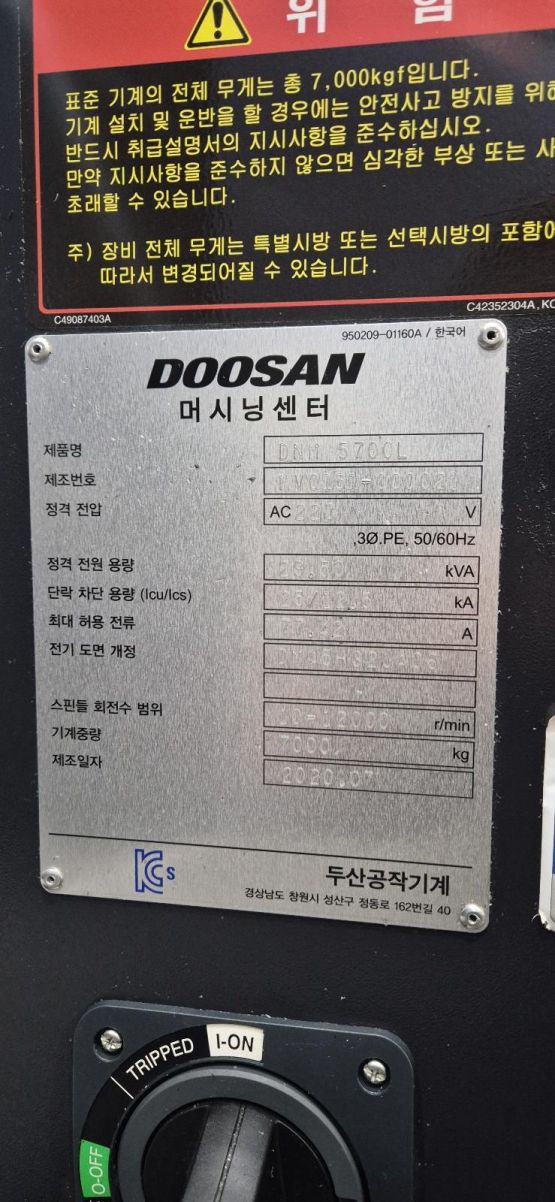 위 험
표준 기계의 전체 무게는 총 7,000kgf입니다.
기계 설치 및 운반을 할 경우에는 안전사고 방지를 위해
반드시 취급설명서의 지시사항을 준수하십시오.
만약 지시사항을 준수하지 않으면 심각한 부상 또는
초래할 수 있습니다.
주) 장비 전체 무게는 특별시방 또는 선택시방의 포함에
따라서 변경되어질 수 있습니다.
C49087403A
C42352304A, KO
950209-01160A / 한국어
DOOSAN
머시닝센터
제품명 DNM 5700L
제조번호
정격 전압 AC 220 V
,3Ø.PE, 50/60Hz
정격 전원 용량 kVA
단락 차단 용량 (Icu/Ics) kA
최대 허용 전류 A
전기 도면 개정
스핀들 회전수 범위 r/min
기계중량 7000 kg
제조일자 2020.07
KCs
두산공작기계
경상남도 창원시 성산구 정동로 162번길 40
I-ON
TRIPPED
O-OFF